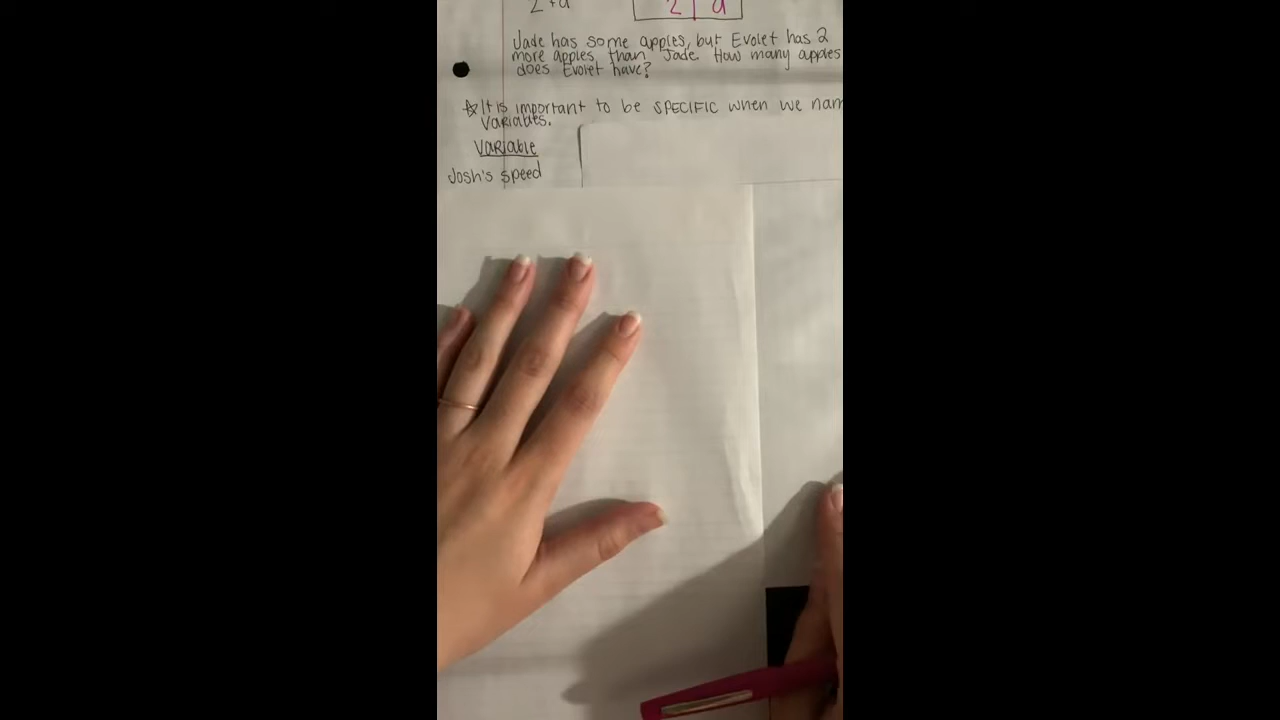 2 + a
2 a
Jade has some apples, but Evolet has 2
more apples than Jade. How many apples
does Evolet have?
☆ It is important to be SPECIFIC when we nam
variables.
Variable
Josh's speed